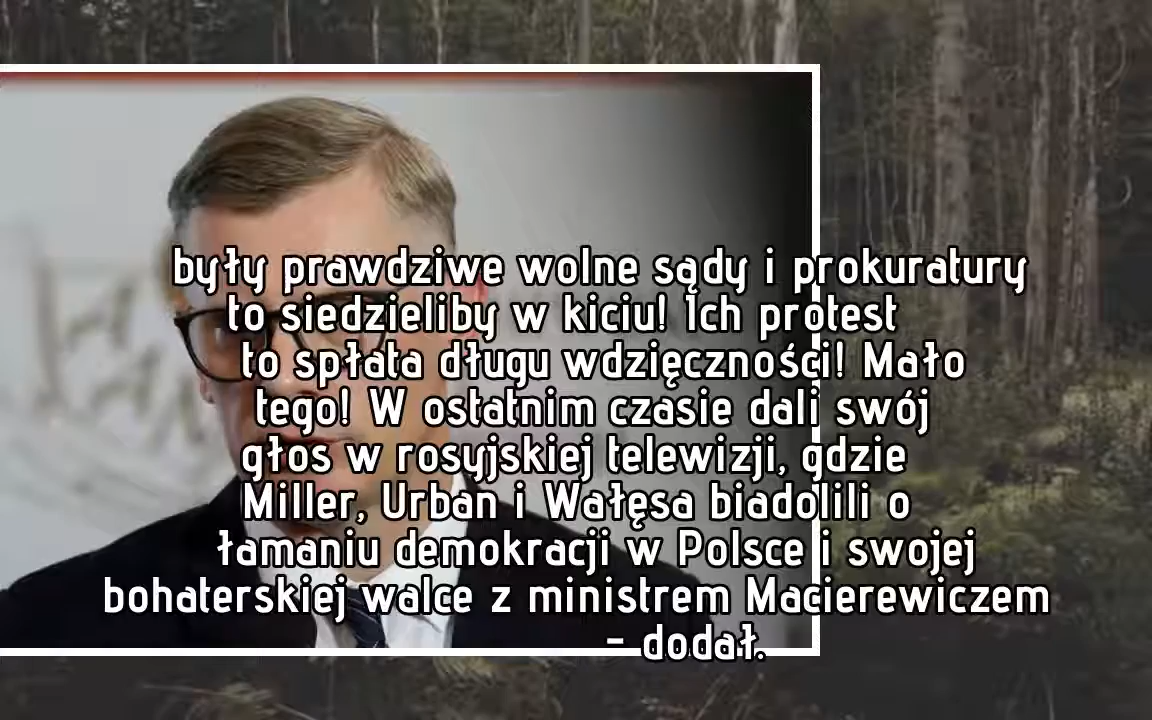 były prawdziwe wolne sądy i prokuratury
to siedzieliby w kiciu! Ich protest
to spłata długu wdzięczności! Mało
tego! W ostatnim czasie dali swój
głos w rosyjskiej telewizji, gdzie
Miller, Urban i Wałęsa biadolili o
łamaniu demokracji w Polsce i swojej
bohaterskiej walce z ministrem Macierewiczem
- dodał.